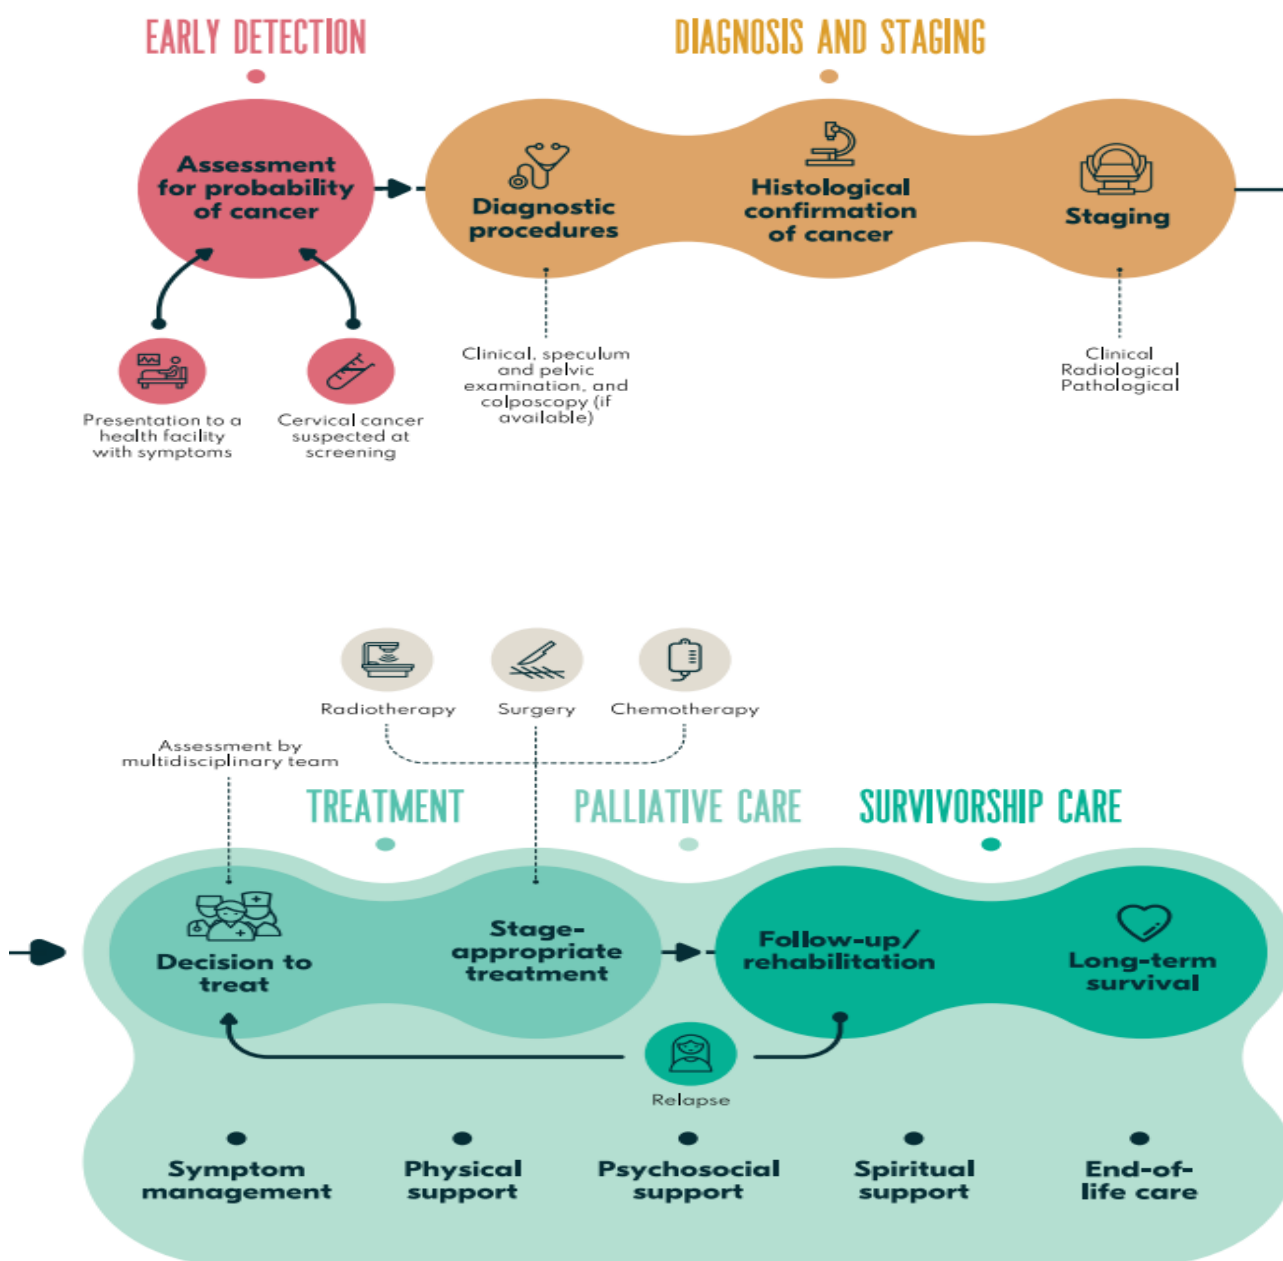 EARLY DETECTION
DIAGNOSIS AND STAGING
Assessment
for probability
of cancer
Diagnostic
procedures
Histological
confirmation
of cancer
Staging
Presentation to a
health facility
with symptoms
Cervical cancer
suspected at
screening
Clinical, speculum
and pelvic
examination, and
colposcopy (if
available)
Clinical
Radiological
Pathological
Radiotherapy
Surgery
Chemotherapy
Assessment by
multidisciplinary team
TREATMENT
PALLIATIVE CARE
SURVIVORSHIP CARE
Decision to
treat
Stage-
appropriate
treatment
Follow-up/
rehabilitation
Long-term
survival
Relapse
Symptom
management
Physical
support
Psychosocial
support
Spiritual
support
End-of-
life care